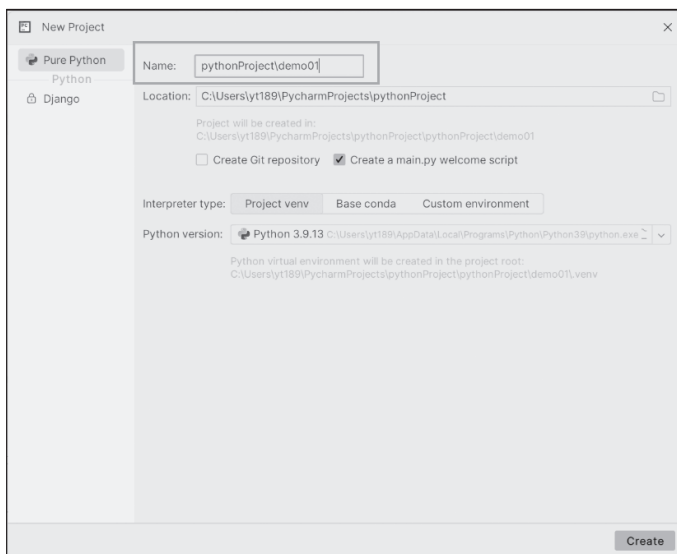 PC
New Project
Pure Python
Python
Django
Name: pythonProject\demo01
Location: C:\Users\yt189\PycharmProjects\pythonProject
Project will be created in:
C:\Users\yt189\PycharmProjects\pythonProject\pythonProject\demo01
Create Git repository Create a main.py welcome script
Interpreter type: Project venv Base conda Custom environment
Python version: Python 3.9.13 C:\Users\yt189\AppData\Local\Programs\Python\Python39\python.exe
Python virtual environment will be created in the project root:
C:\Users\yt189\PycharmProjects\pythonProject\pythonProject\demo01\.venv
Create